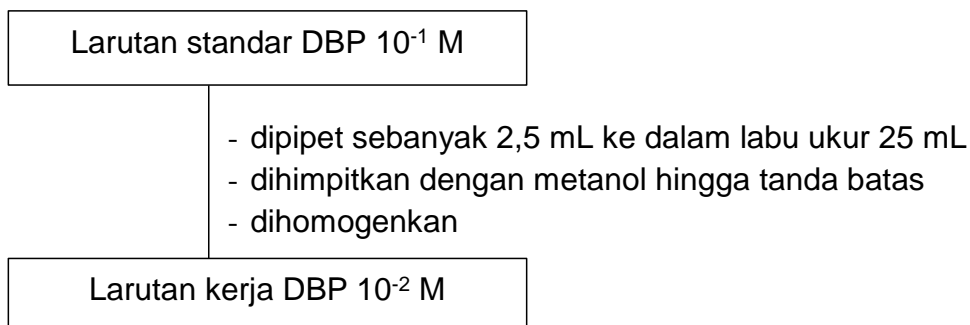 Larutan standar DBP 10⁻¹ M
- dipipet sebanyak 2,5 mL ke dalam labu ukur 25 mL
- dihimpitkan dengan metanol hingga tanda batas
- dihomogenkan
Larutan kerja DBP 10⁻² M